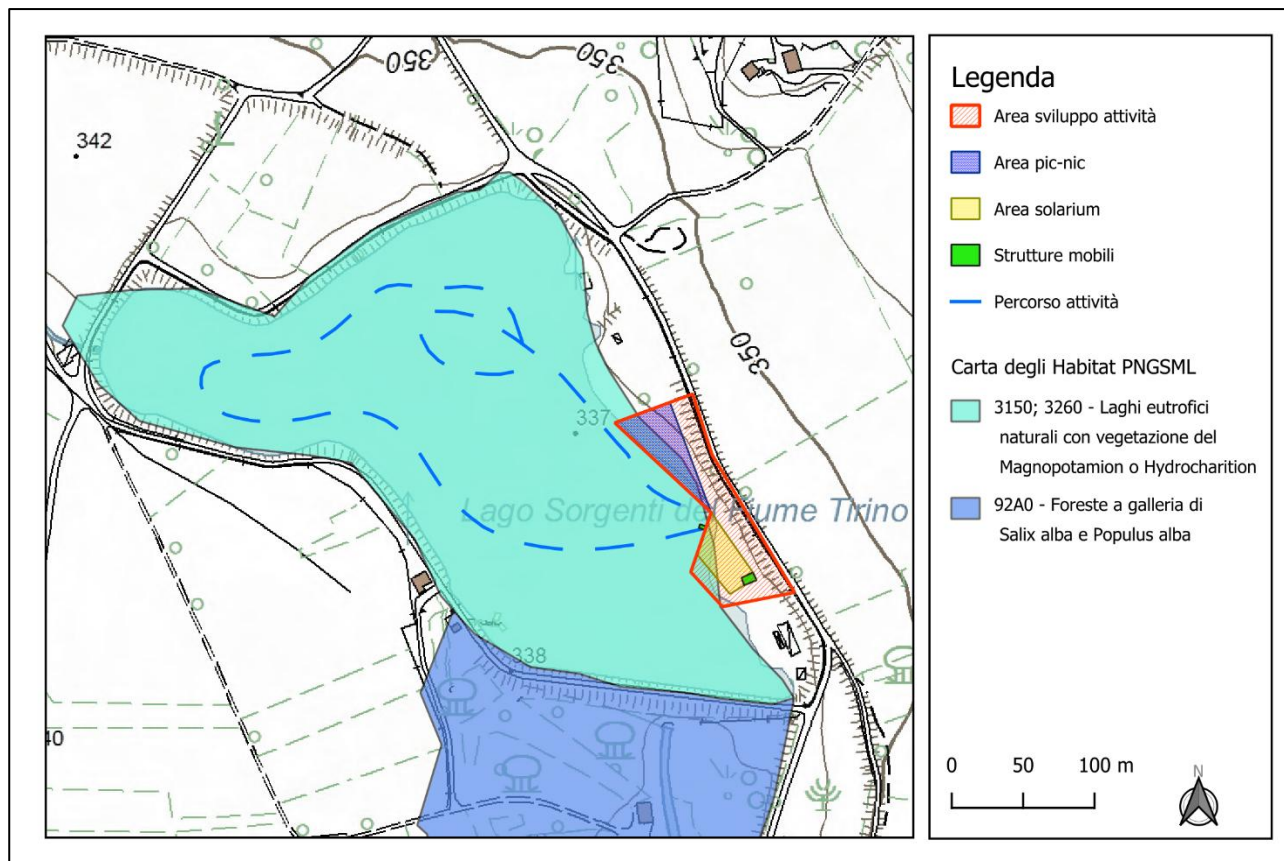 350
350
342
350
337
Lago Sorgenti del Fiume Tirino
338
40
Legenda
Area sviluppo attività
Area pic-nic
Area solarium
Strutture mobili
Percorso attività
Carta degli Habitat PNGSML
3150; 3260 - Laghi eutrofici
naturali con vegetazione del
Magnopotamion o Hydrocharition
92A0 - Foreste a galleria di
Salix alba e Populus alba
0 50 100 m
N